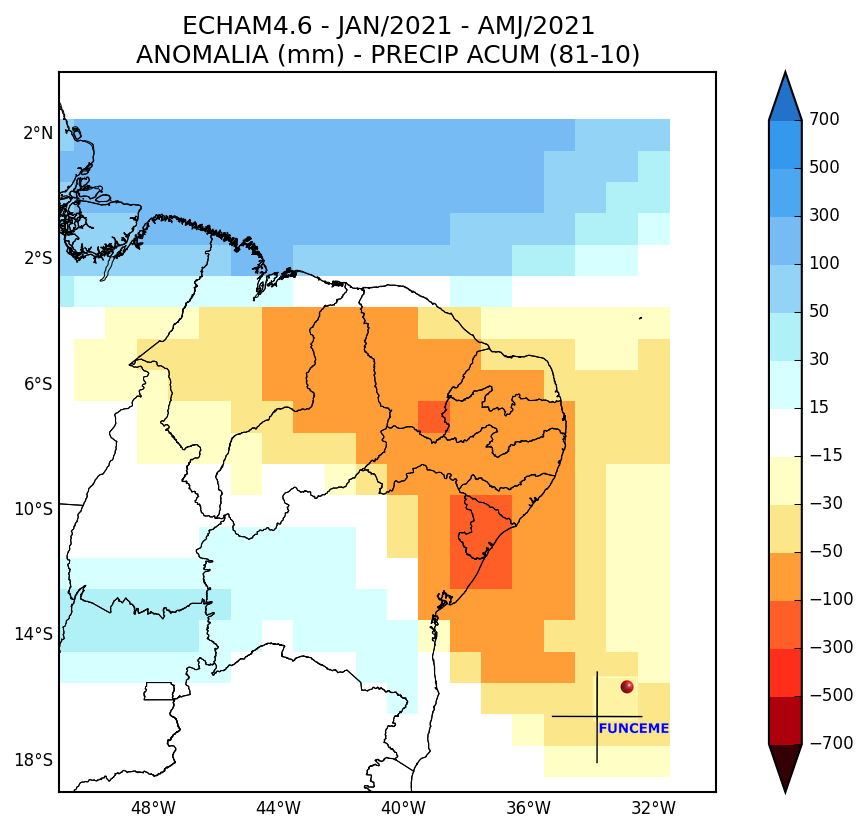 ECHAM4.6 - JAN/2021 - AMJ/2021
ANOMALIA (mm) - PRECIP ACUM (81-10)
2°N
2°S
6°S
10°S
14°S
18°S
48°W 44°W 40°W 36°W 32°W
FUNCEME
700
500
300
100
50
30
15
−15
−30
−50
−100
−300
−500
−700